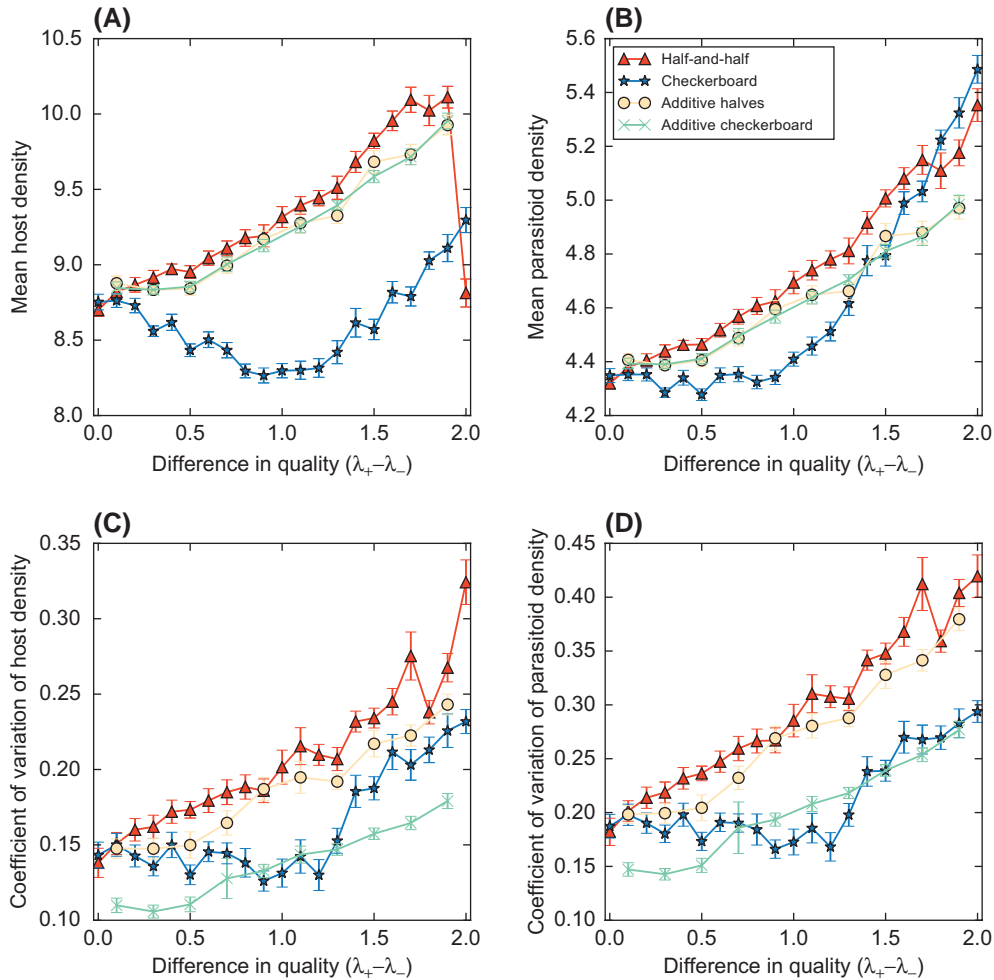 (A)
Mean host density
10.5
10.0
9.5
9.0
8.5
8.0
0.0 0.5 1.0 1.5 2.0
Difference in quality (λ+−λ−)
(B)
Mean parasitoid density
5.6
5.4
5.2
5.0
4.8
4.6
4.4
4.2
Half-and-half
Checkerboard
Additive halves
Additive checkerboard
0.0 0.5 1.0 1.5 2.0
Difference in quality (λ+−λ−)
(C)
Coefficient of variation of host density
0.35
0.30
0.25
0.20
0.15
0.10
0.0 0.5 1.0 1.5 2.0
Difference in quality (λ+−λ−)
(D)
Coefficient of variation of parasitoid density
0.45
0.40
0.35
0.30
0.25
0.20
0.15
0.10
0.0 0.5 1.0 1.5 2.0
Difference in quality (λ+−λ−)